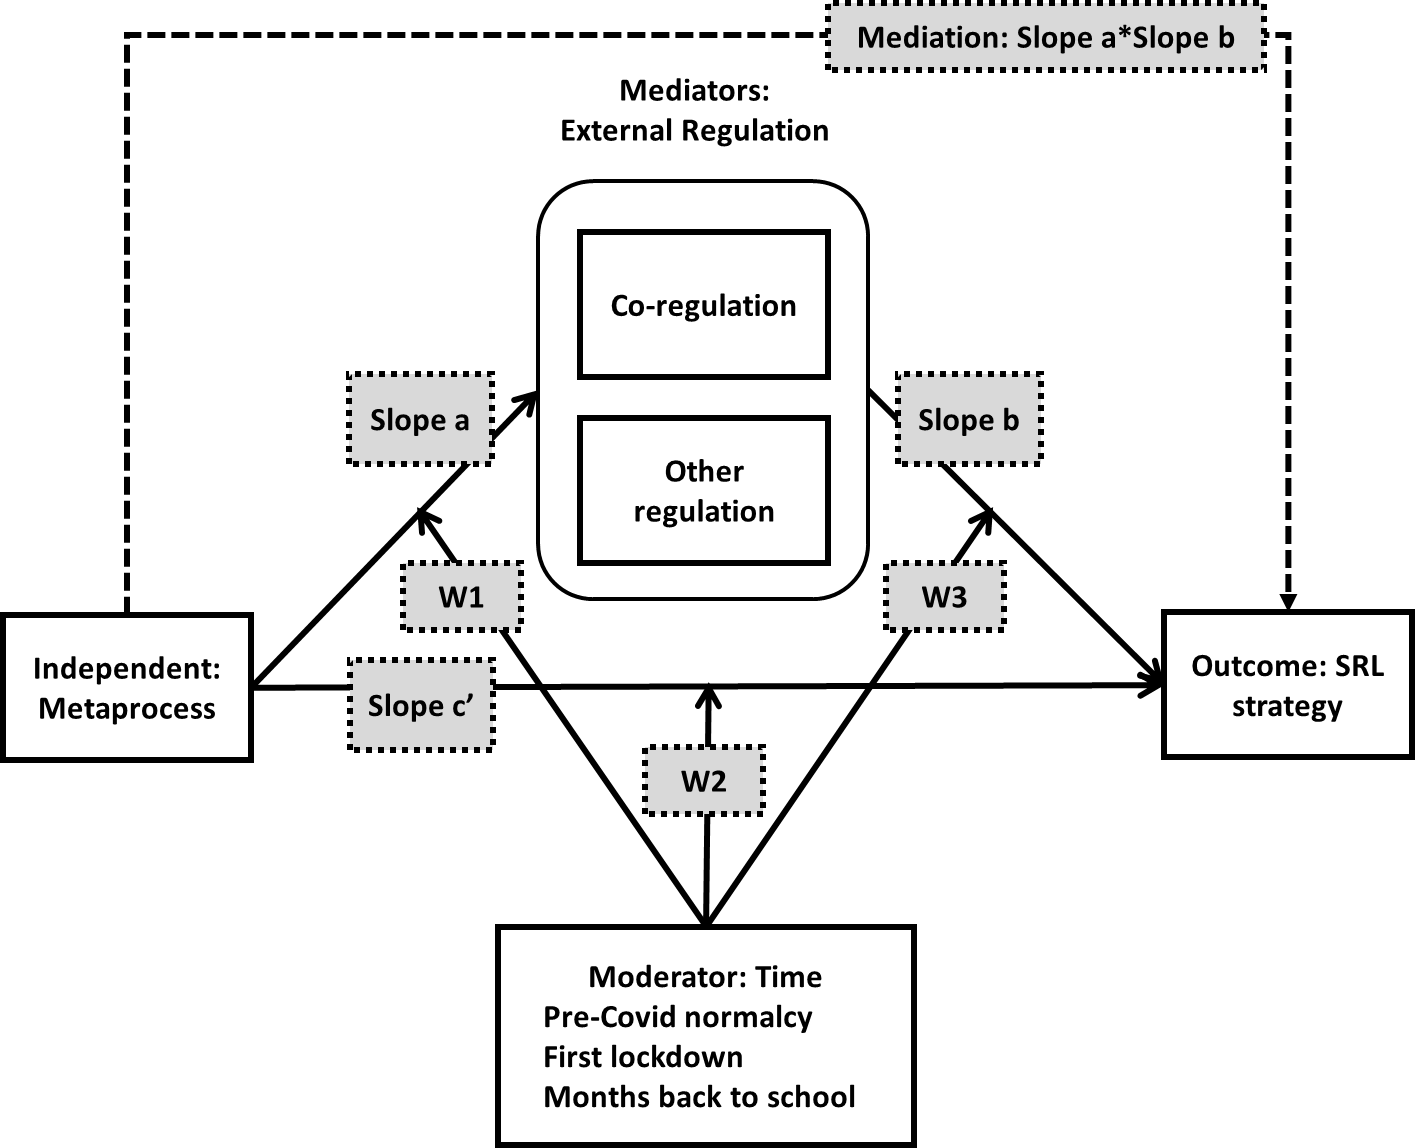 Mediation: Slope a*Slope b
Mediators:
External Regulation
Co-regulation
Slope a
Slope b
Other
regulation
W1
W3
Independent:
Metaprocess
Slope c’
Outcome: SRL
strategy
W2
Moderator: Time
Pre-Covid normalcy
First lockdown
Months back to school